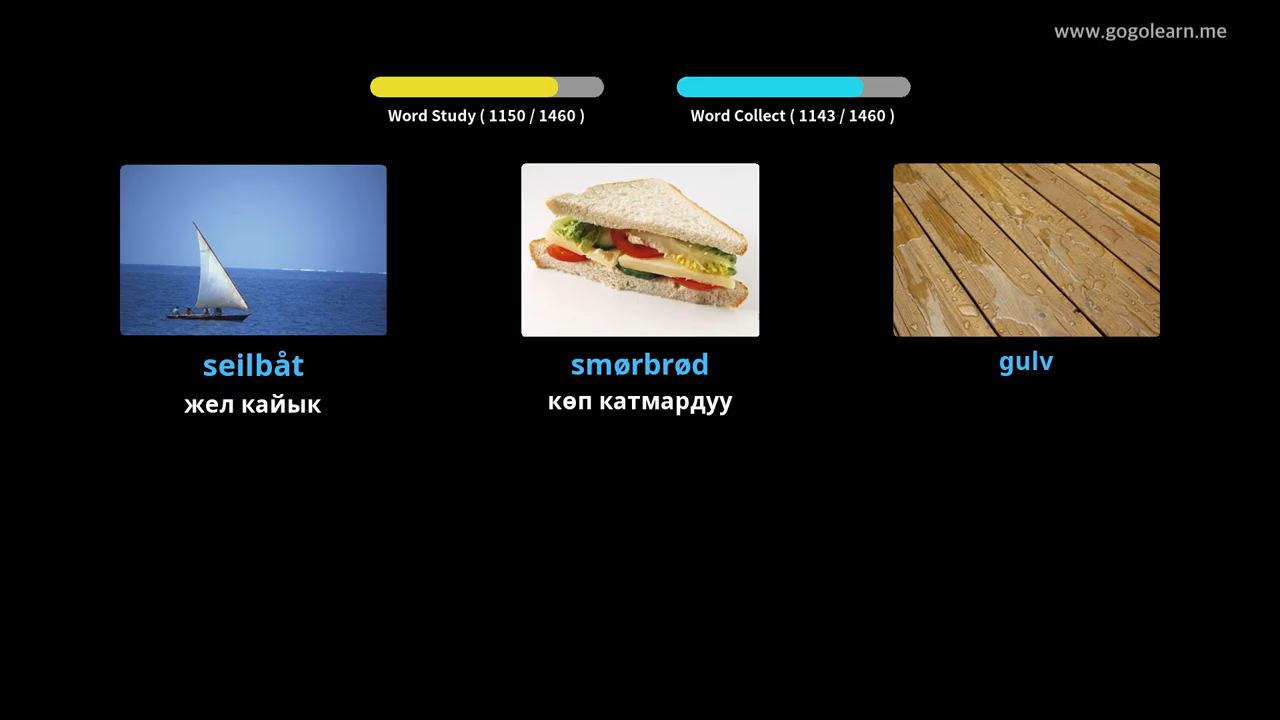 www.gogolearn.me
Word Study ( 1150 / 1460 )
Word Collect ( 1143 / 1460 )
seilbåt
smørbrød
gulv
жел кайык
көп катмардуу